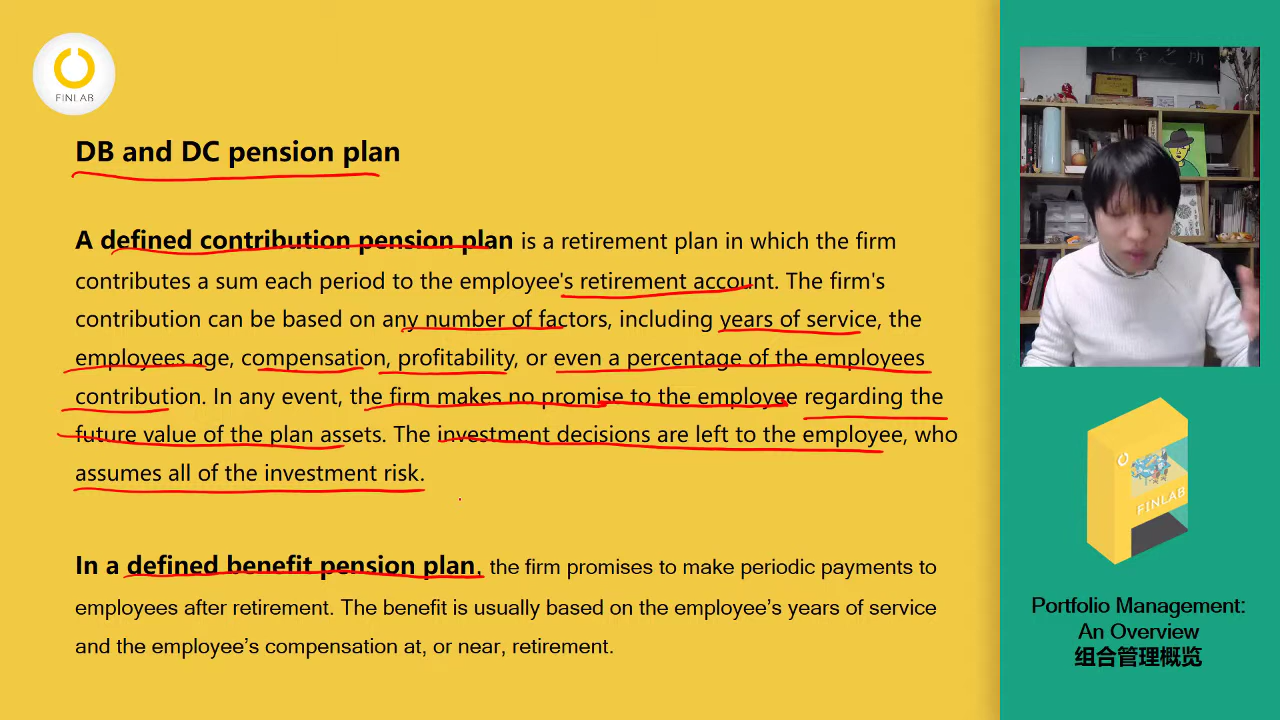 FINLAB
DB and DC pension plan
A defined contribution pension plan is a retirement plan in which the firm
contributes a sum each period to the employee's retirement account. The firm's
contribution can be based on any number of factors, including years of service, the
employees age, compensation, profitability, or even a percentage of the employees
contribution. In any event, the firm makes no promise to the employee regarding the
future value of the plan assets. The investment decisions are left to the employee, who
assumes all of the investment risk.
In a defined benefit pension plan, the firm promises to make periodic payments to
employees after retirement. The benefit is usually based on the employee’s years of service
and the employee’s compensation at, or near, retirement.
FINLAB
Portfolio Management:
An Overview
组合管理概览